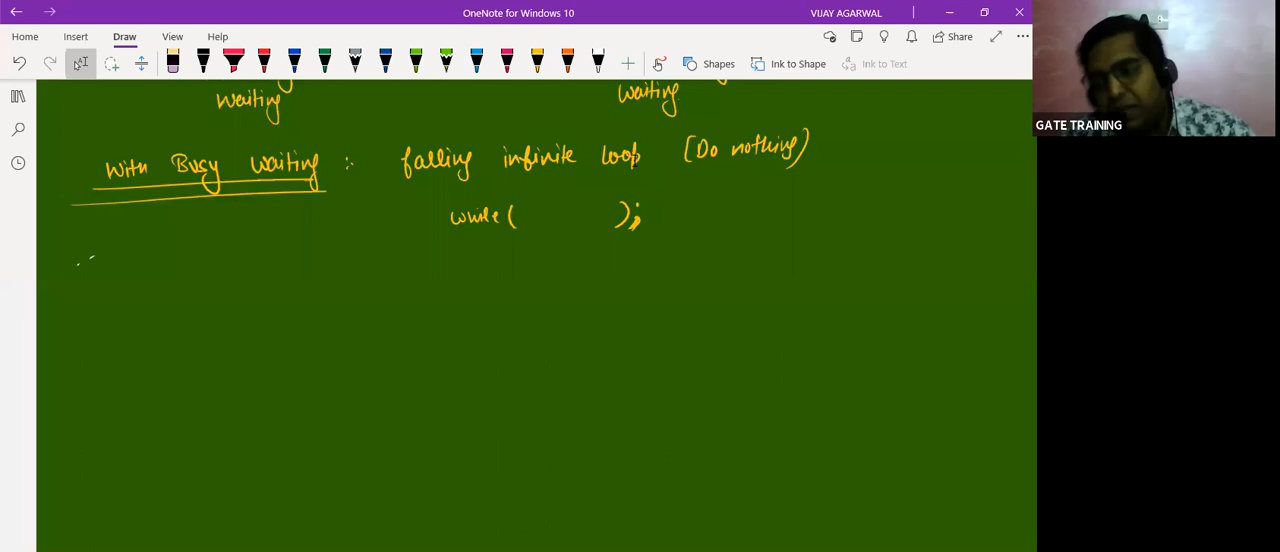 OneNote for Windows 10
VIJAY AGARWAL
Home Insert Draw View Help
Share
Shapes Ink to Shape Ink to Text
GATE TRAINING
waiting waiting
With Busy waiting : falling infinite loop (Do nothing)
while( );